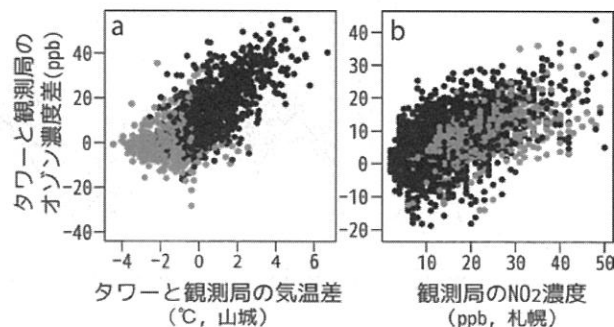 タワーと観測局の
オゾン濃度差(ppb)
a
40
20
0
−20
−40
−4 −2 0 2 4 6
タワーと観測局の気温差
(℃, 山城)
b
40
30
20
10
0
−10
−20
10 20 30 40 50
観測局のNO₂濃度
(ppb, 札幌)